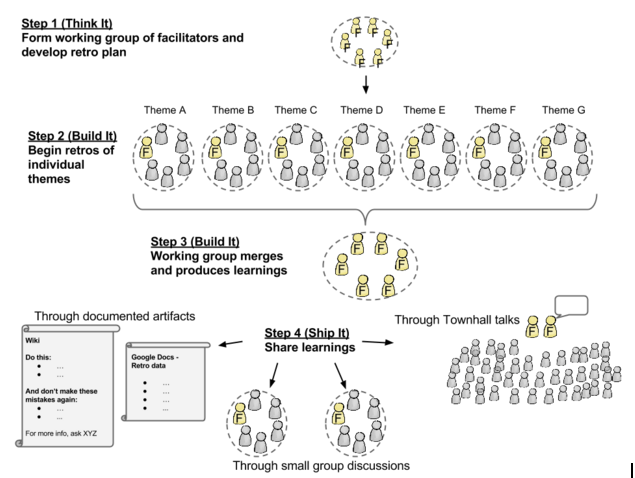 Step 1 (Think It)
Form working group of facilitators and
develop retro plan
F F F F F F
Theme A Theme B Theme C Theme D Theme E Theme F Theme G
Step 2 (Build It)
Begin retros of
individual
themes
F F F F F F F
Step 3 (Build It)
Working group merges
and produces learnings
F F F F F F
Through documented artifacts
Step 4 (Ship It)
Share learnings
Through Townhall talks
F F
Wiki
Do this:
● ...
● ...
And don't make these
mistakes again:
● ...
● ...
For more info, ask XYZ
Google Docs -
Retro data
● ...
● ...
● ...
● ...
F F
Through small group discussions